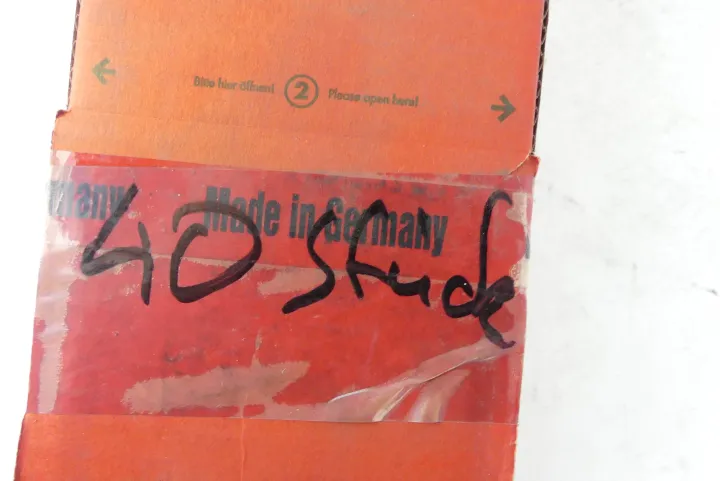 Bitte hier öffnen! 2 Please open here!
many Made in Germany
40 Stück